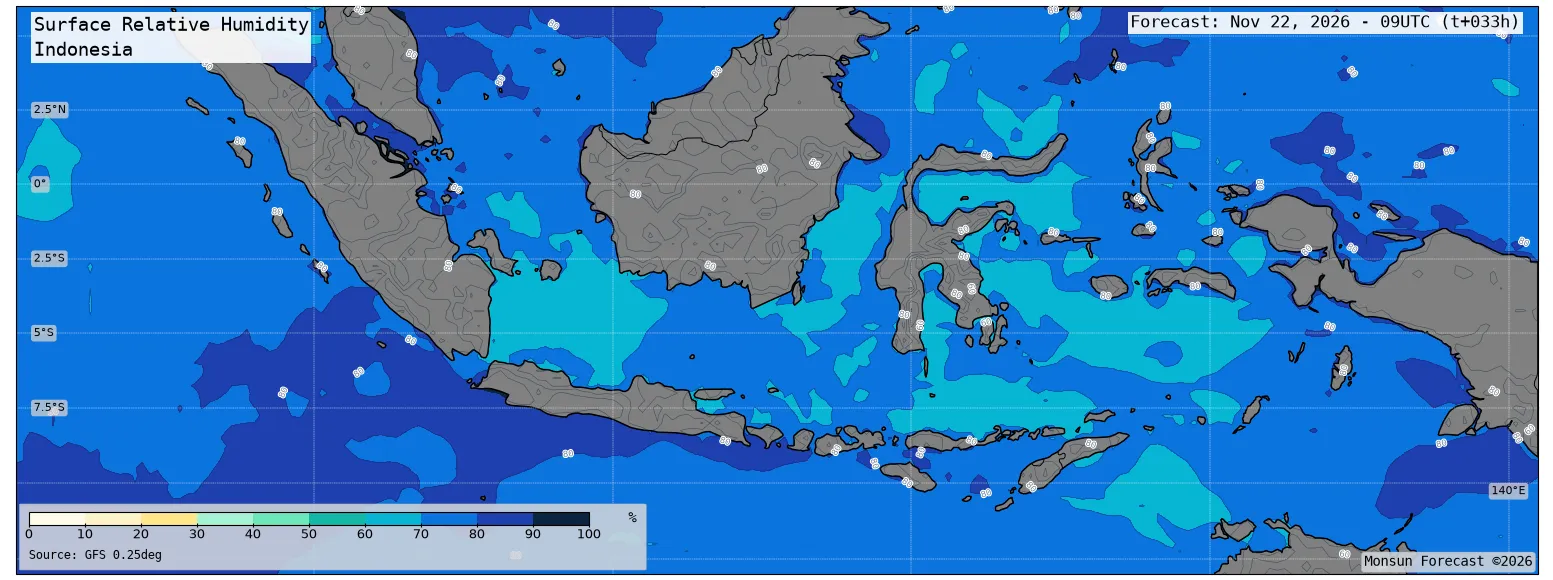 Surface Relative Humidity
Indonesia
Forecast: Nov 22, 2026 - 09UTC (t+033h)
2.5°N
0°
2.5°S
5°S
7.5°S
140°E
%
0 10 20 30 40 50 60 70 80 90 100
Source: GFS 0.25deg
Monsun Forecast ©2026